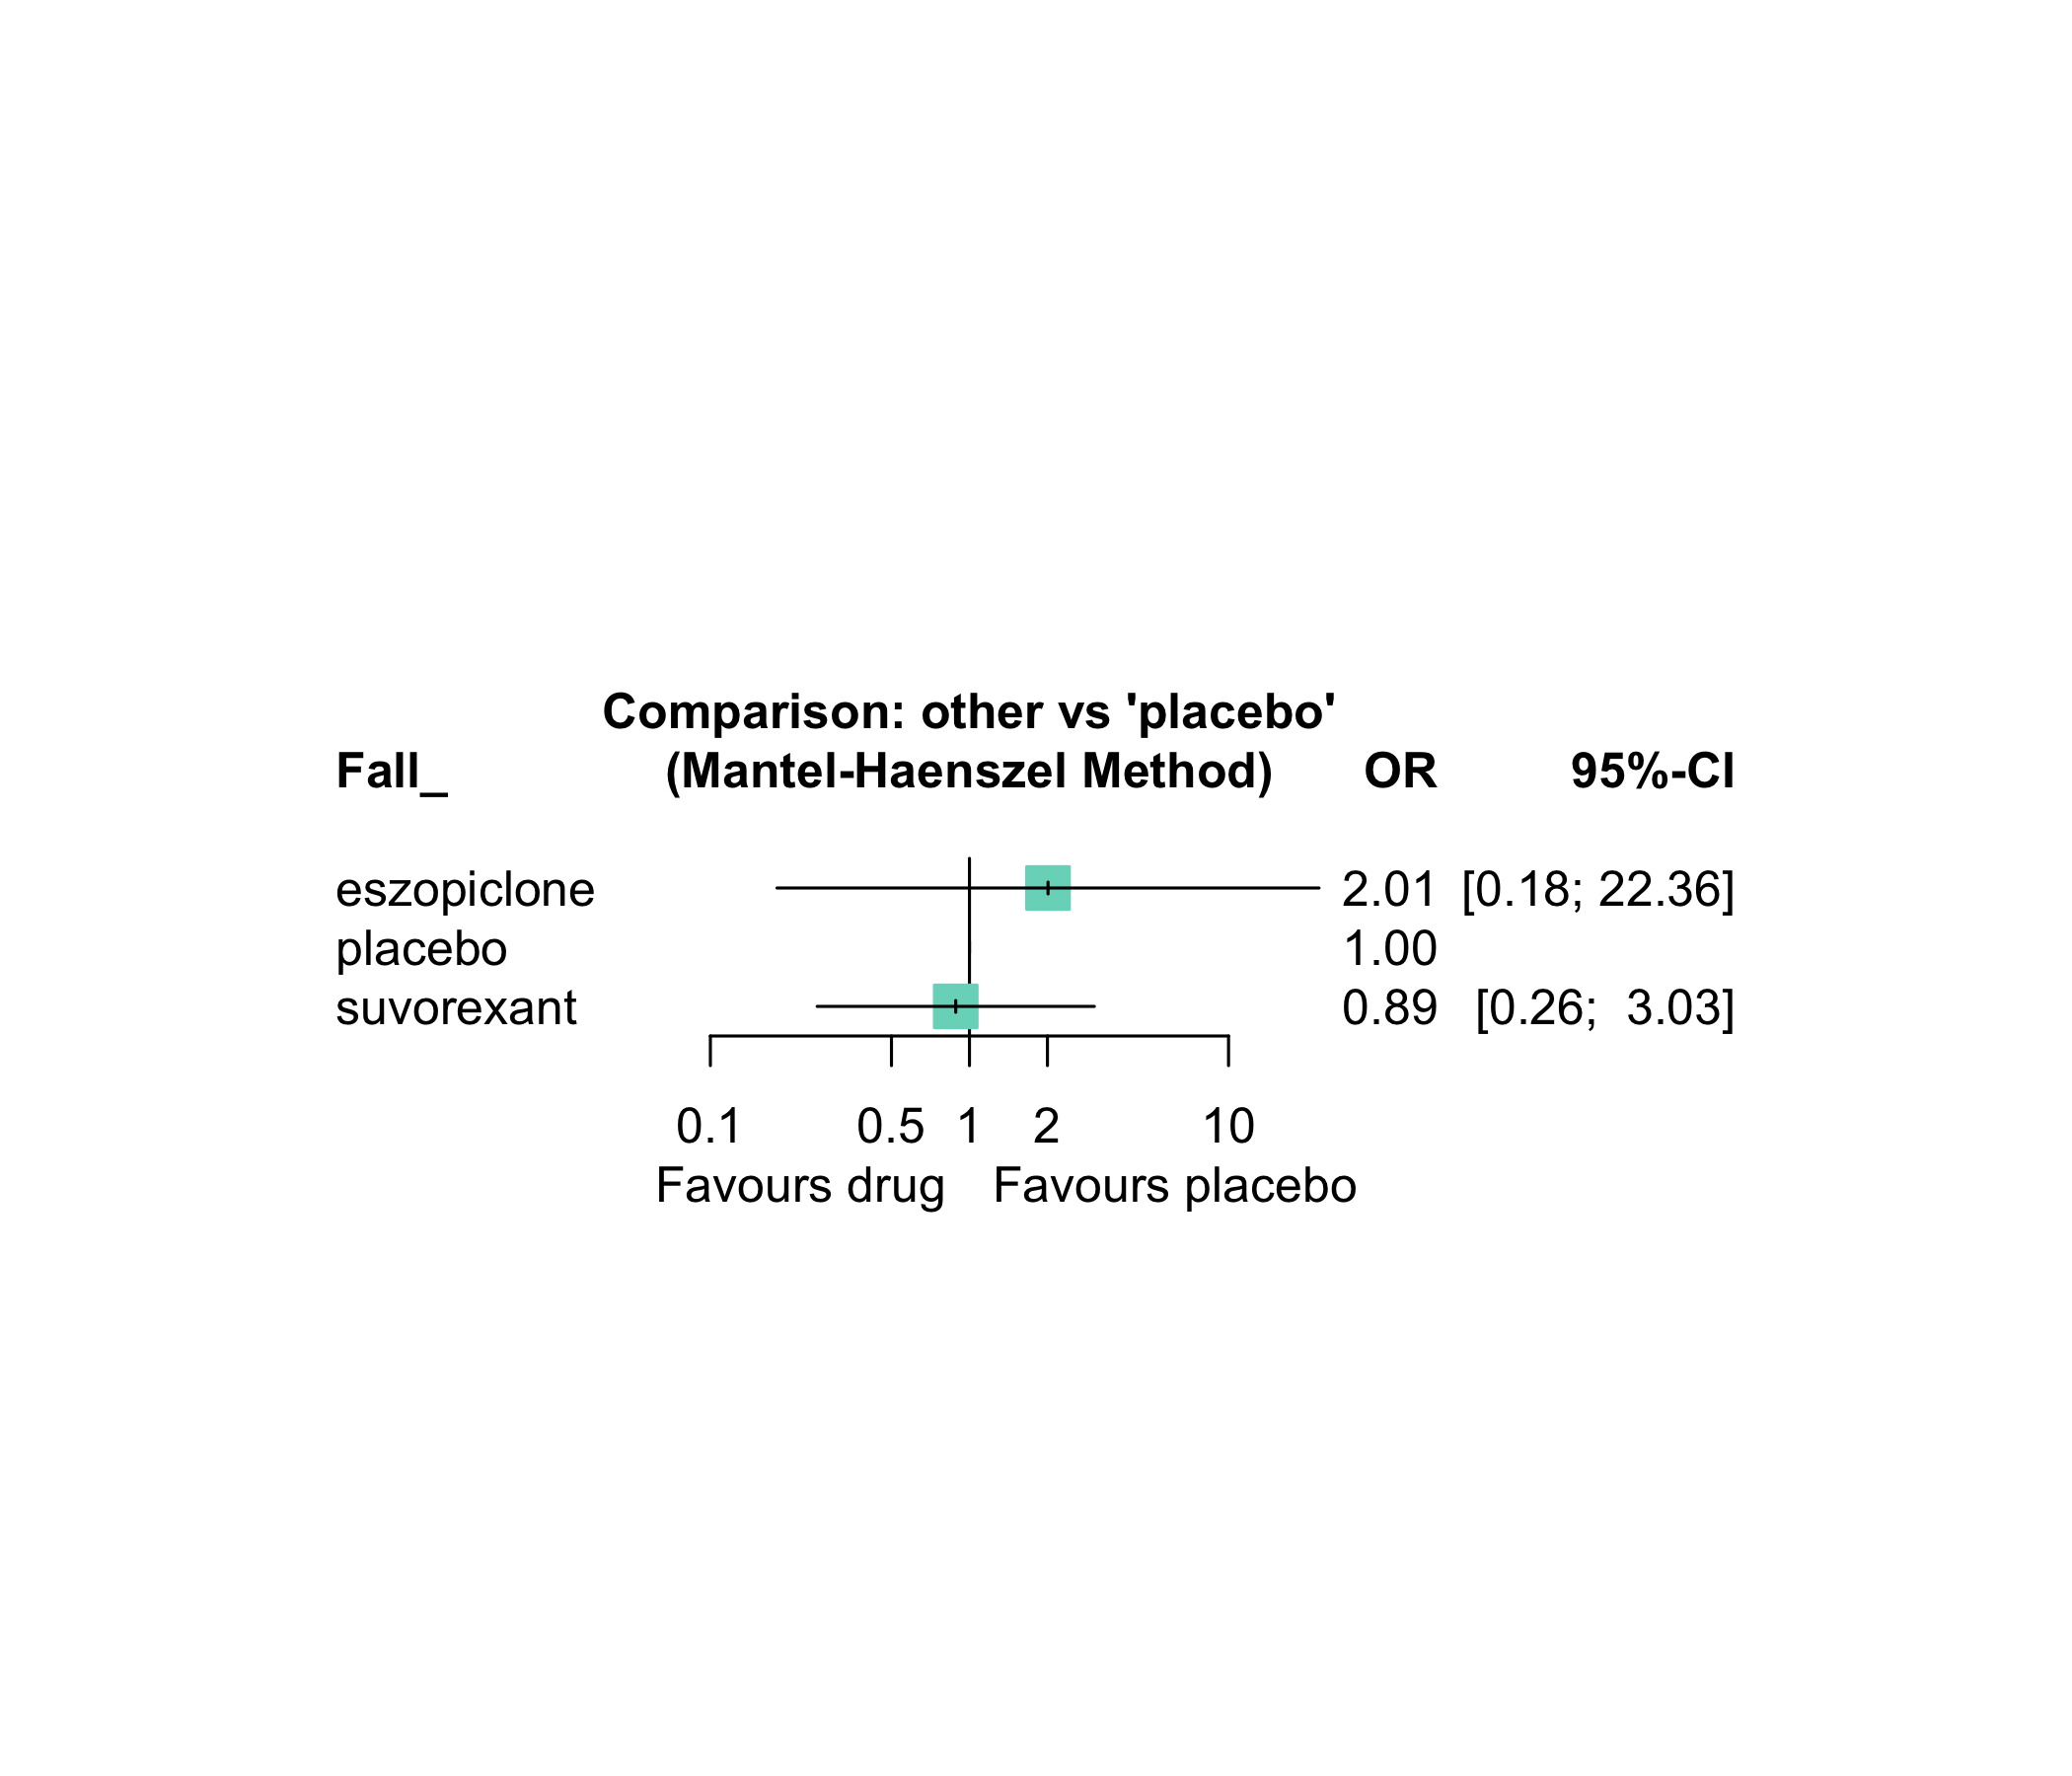 Comparison: other vs 'placebo'
Fall_ (Mantel-Haenszel Method) OR 95%-CI
eszopiclone 2.01 [0.18; 22.36]
placebo 1.00
suvorexant 0.89 [0.26; 3.03]
0.1 0.5 1 2 10
Favours drug Favours placebo